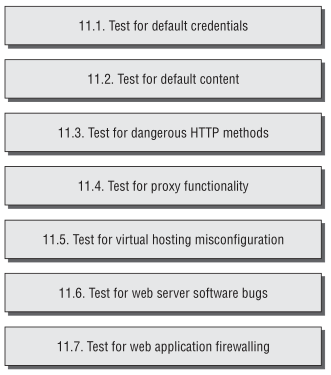 11.1. Test for default credentials
11.2. Test for default content
11.3. Test for dangerous HTTP methods
11.4. Test for proxy functionality
11.5. Test for virtual hosting misconfiguration
11.6. Test for web server software bugs
11.7. Test for web application firewalling